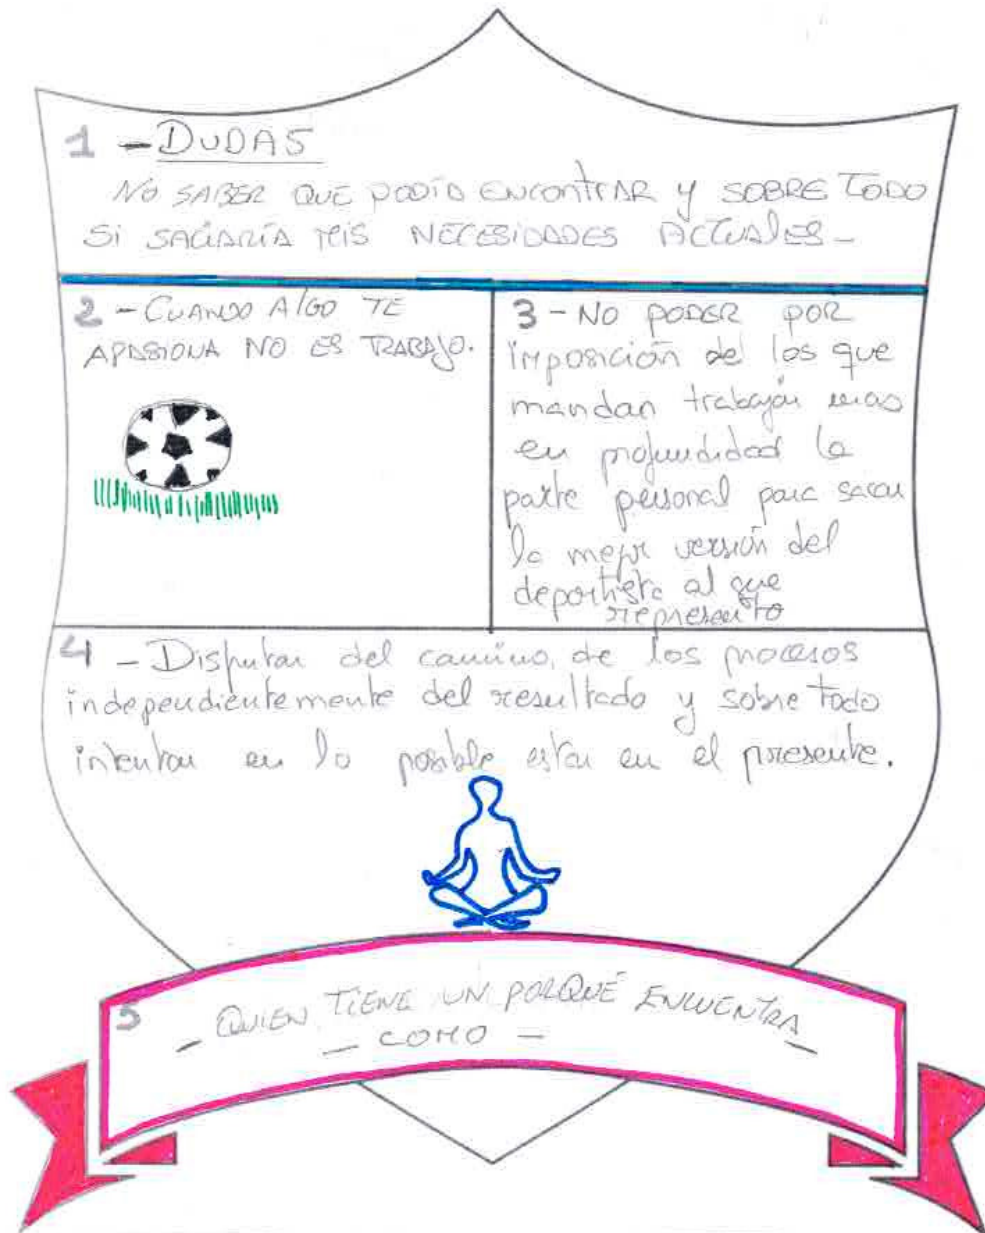 1 - DUDAS
NO SABER QUE PODÍA ENCONTRAR Y SOBRE TODO
SI SACIARÍA MIS NECESIDADES ACTUALES -
2 - CUANDO ALGO TE
APASIONA NO ES TRABAJO.
3 - NO PODER POR
imposición de los que
mandan trabajar mas
en profundidad la
parte personal para sacar
la mejor versión del
deportista al que
represento
4 - Disfrutar del camino, de los procesos
independientemente del resultado y sobre todo
intentar en lo posible estar en el presente.
5
- QUIEN TIENE UN PORQUÉ ENCUENTRA
- COMO -